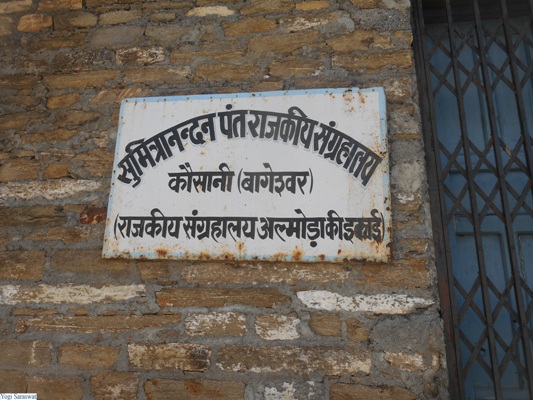 सुमित्रानन्दन पंत राजकीय संग्रहालय
कौसानी (बागेश्वर)
(राजकीय संग्रहालय अल्मोड़ा की इकाई)
Yogi Saraswat